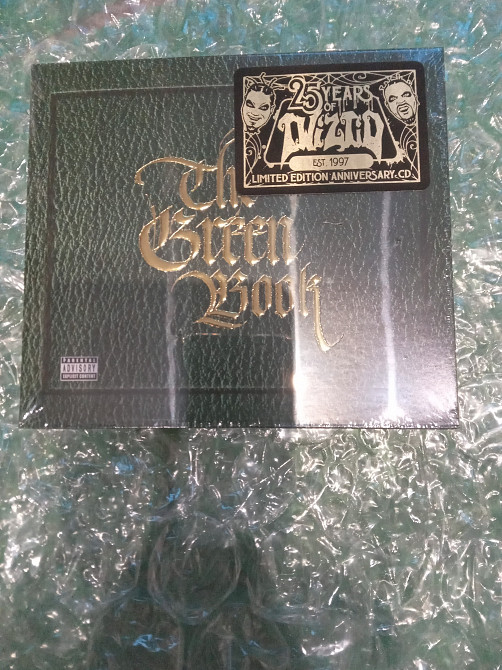 25 YEARS
OF
TWIZTID
EST. 1997
LIMITED EDITION ANNIVERSARY CD
The
Green
Book
PARENTAL
ADVISORY
EXPLICIT CONTENT